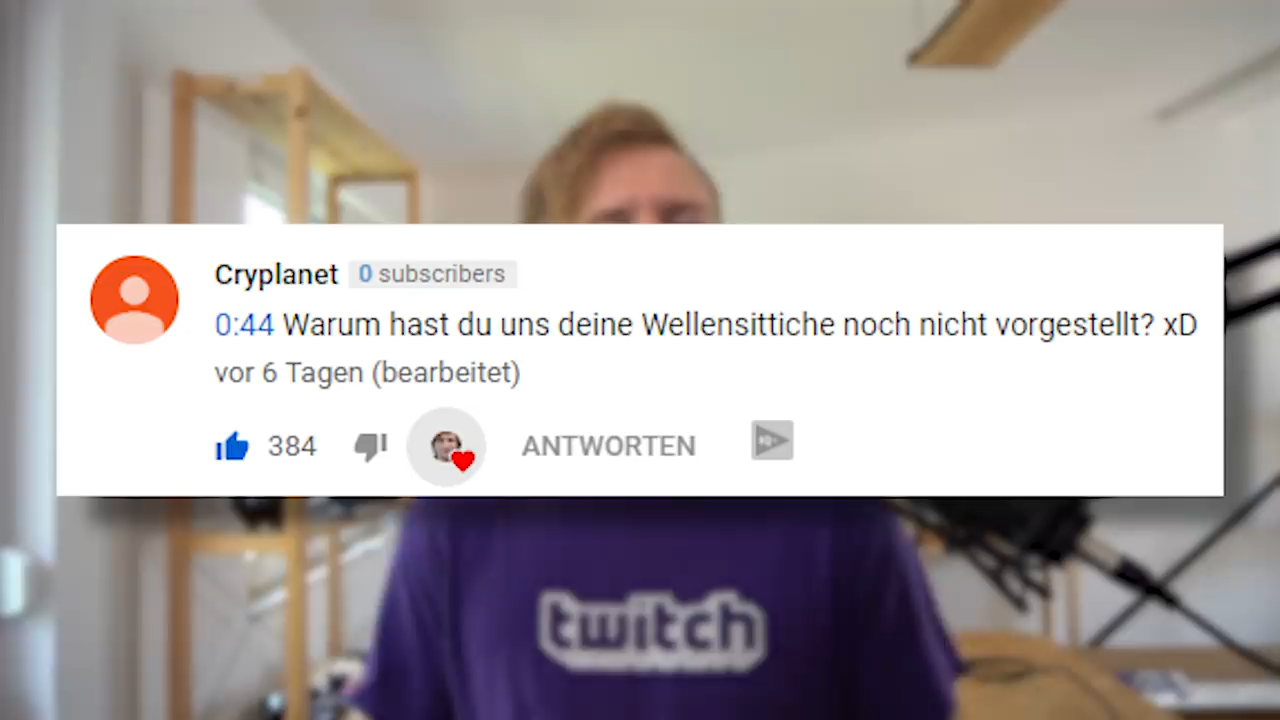 Cryplanet 0 subscribers
0:44 Warum hast du uns deine Wellensittiche noch nicht vorgestellt? xD
vor 6 Tagen (bearbeitet)
384 ANTWORTEN
twitch